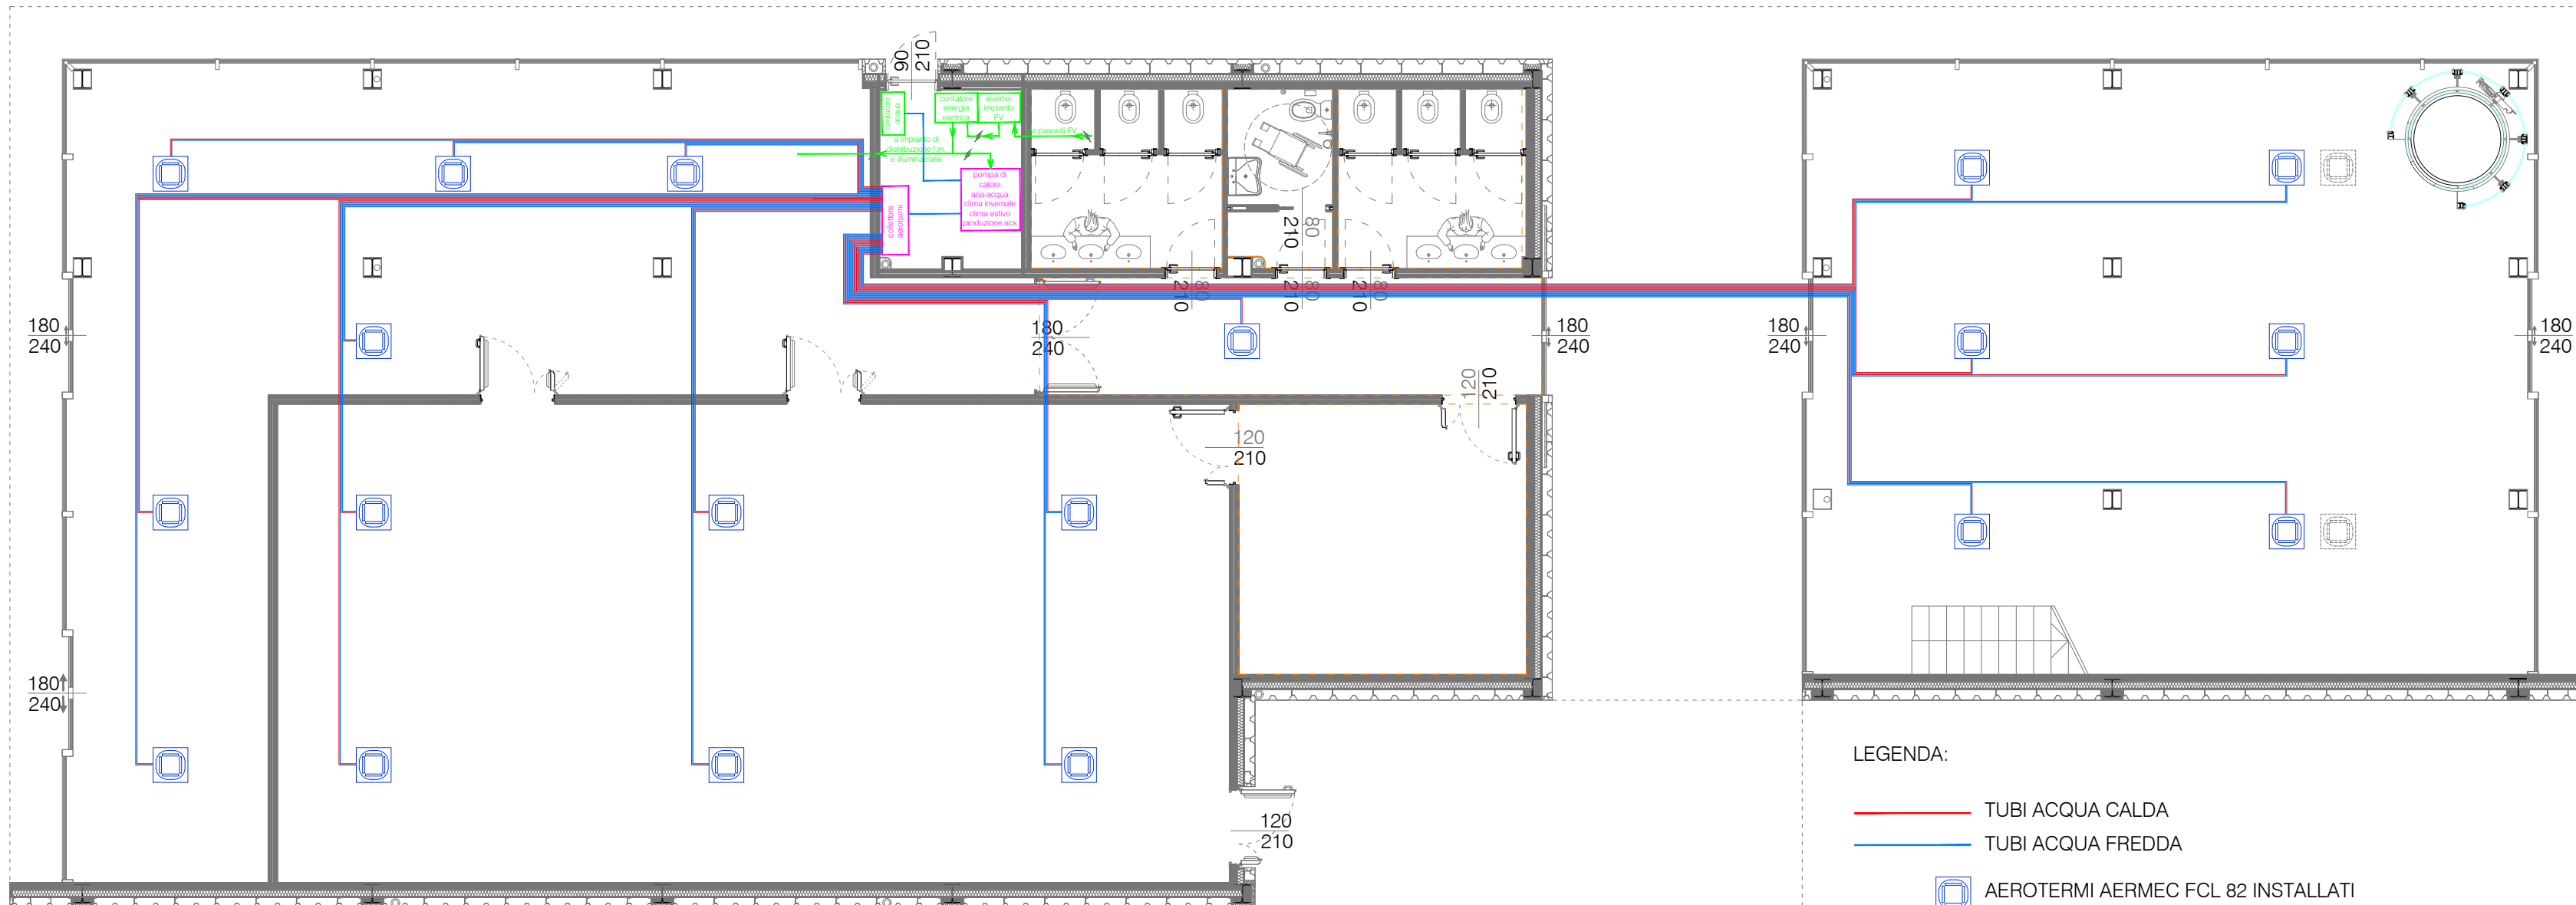 90
210
contatore
acqua
contatore
energia
elettrica
inverter
impianto
FV
a pannelli FV
a impianto di
distribuzione f.m.
e illuminazione
pompa di
calore
aria-acqua
clima invernale
clima estivo
produzione acs
collettore
aerotermi
80
210
80
210
80
210
80
210
180
240
180
240
180
240
180
240
180
240
120
210
120
210
180
240
120
210
LEGENDA:
TUBI ACQUA CALDA
TUBI ACQUA FREDDA
AEROTERMI AERMEC FCL 82 INSTALLATI